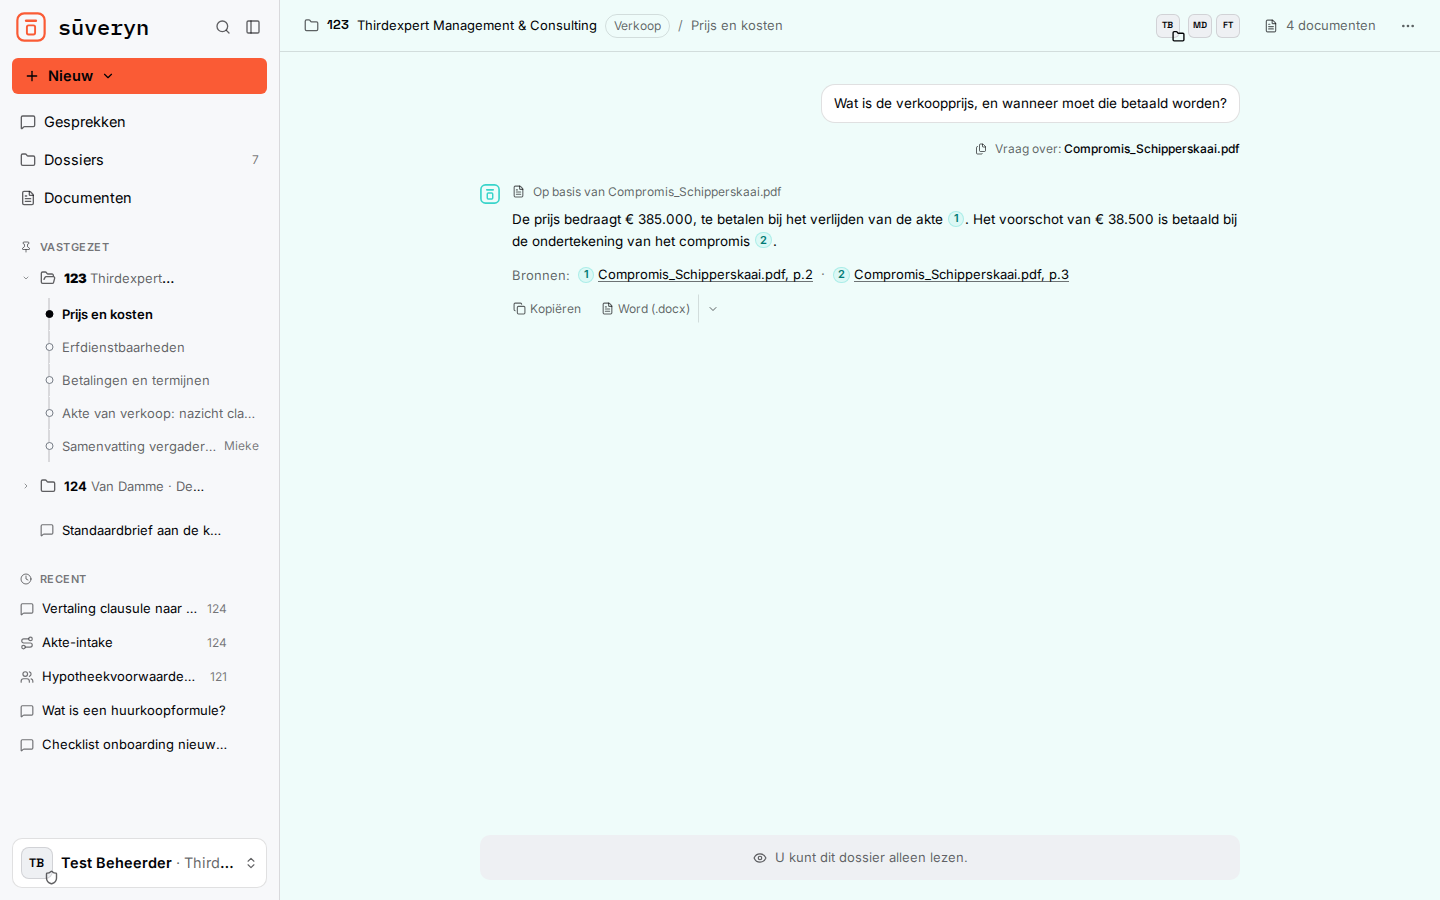 sūveryn
Nieuw
Gesprekken
Dossiers 7
Documenten
VASTGEZET
123 Thirdexpert...
Prijs en kosten
Erfdienstbaarheden
Betalingen en termijnen
Akte van verkoop: nazicht cla...
Samenvatting vergader... Mieke
124 Van Damme · De...
Standaardbrief aan de k...
RECENT
Vertaling clausule naar ... 124
Akte-intake 124
Hypotheekvoorwaarde... 121
Wat is een huurkoopformule?
Checklist onboarding nieuw...
TB Test Beheerder · Third...
123 Thirdexpert Management & Consulting Verkoop / Prijs en kosten
TB MD FT 4 documenten
Wat is de verkoopprijs, en wanneer moet die betaald worden?
Vraag over: Compromis_Schipperskaai.pdf
Op basis van Compromis_Schipperskaai.pdf
De prijs bedraagt € 385.000, te betalen bij het verlijden van de akte 1. Het voorschot van € 38.500 is betaald bij
de ondertekening van het compromis 2.
Bronnen: 1 Compromis_Schipperskaai.pdf, p.2 · 2 Compromis_Schipperskaai.pdf, p.3
Kopiëren Word (.docx)
U kunt dit dossier alleen lezen.